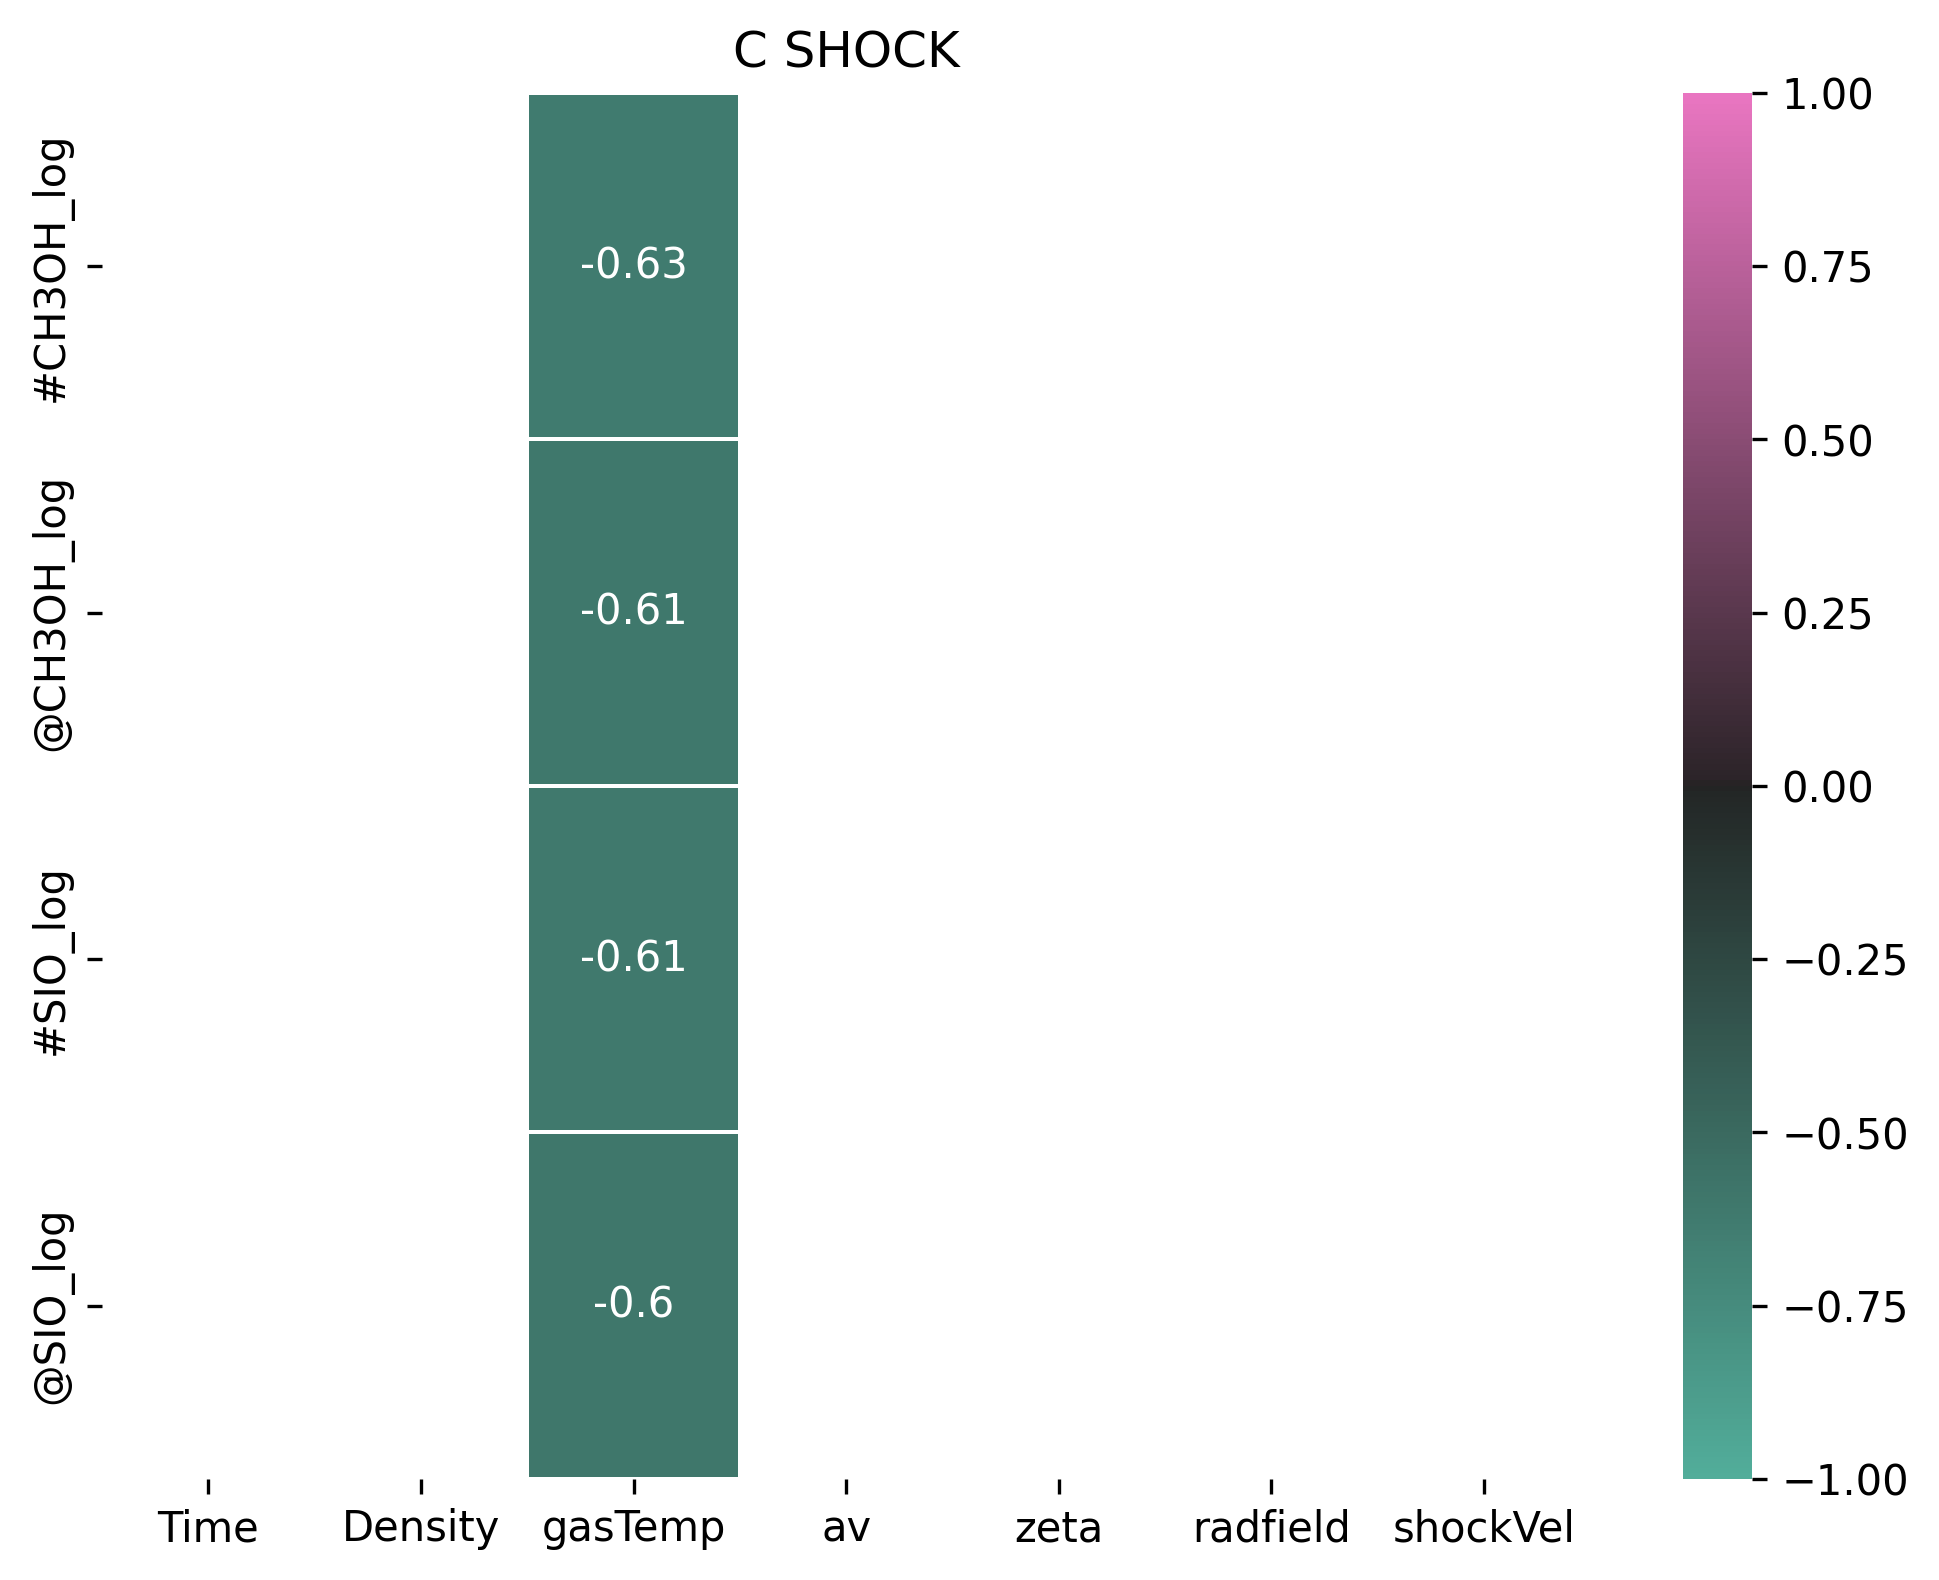 C SHOCK
#CH3OH_log
@CH3OH_log
#SIO_log
@SIO_log
-0.63
-0.61
-0.61
-0.6
Time Density gasTemp av zeta radfield shockVel
1.00
0.75
0.50
0.25
0.00
−0.25
−0.50
−0.75
−1.00